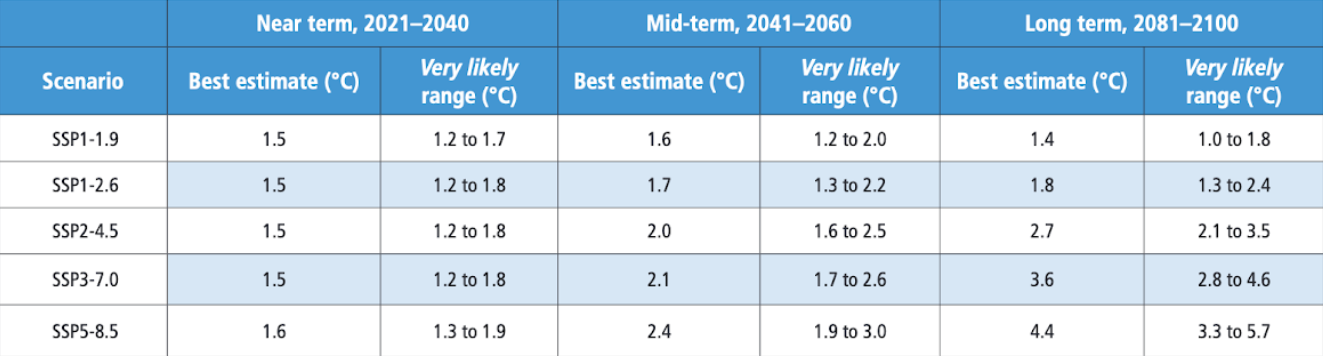 Near term, 2021–2040 Mid-term, 2041–2060 Long term, 2081–2100
Scenario Best estimate (°C) Very likely range (°C) Best estimate (°C) Very likely range (°C) Best estimate (°C) Very likely range (°C)
SSP1-1.9 1.5 1.2 to 1.7 1.6 1.2 to 2.0 1.4 1.0 to 1.8
SSP1-2.6 1.5 1.2 to 1.8 1.7 1.3 to 2.2 1.8 1.3 to 2.4
SSP2-4.5 1.5 1.2 to 1.8 2.0 1.6 to 2.5 2.7 2.1 to 3.5
SSP3-7.0 1.5 1.2 to 1.8 2.1 1.7 to 2.6 3.6 2.8 to 4.6
SSP5-8.5 1.6 1.3 to 1.9 2.4 1.9 to 3.0 4.4 3.3 to 5.7